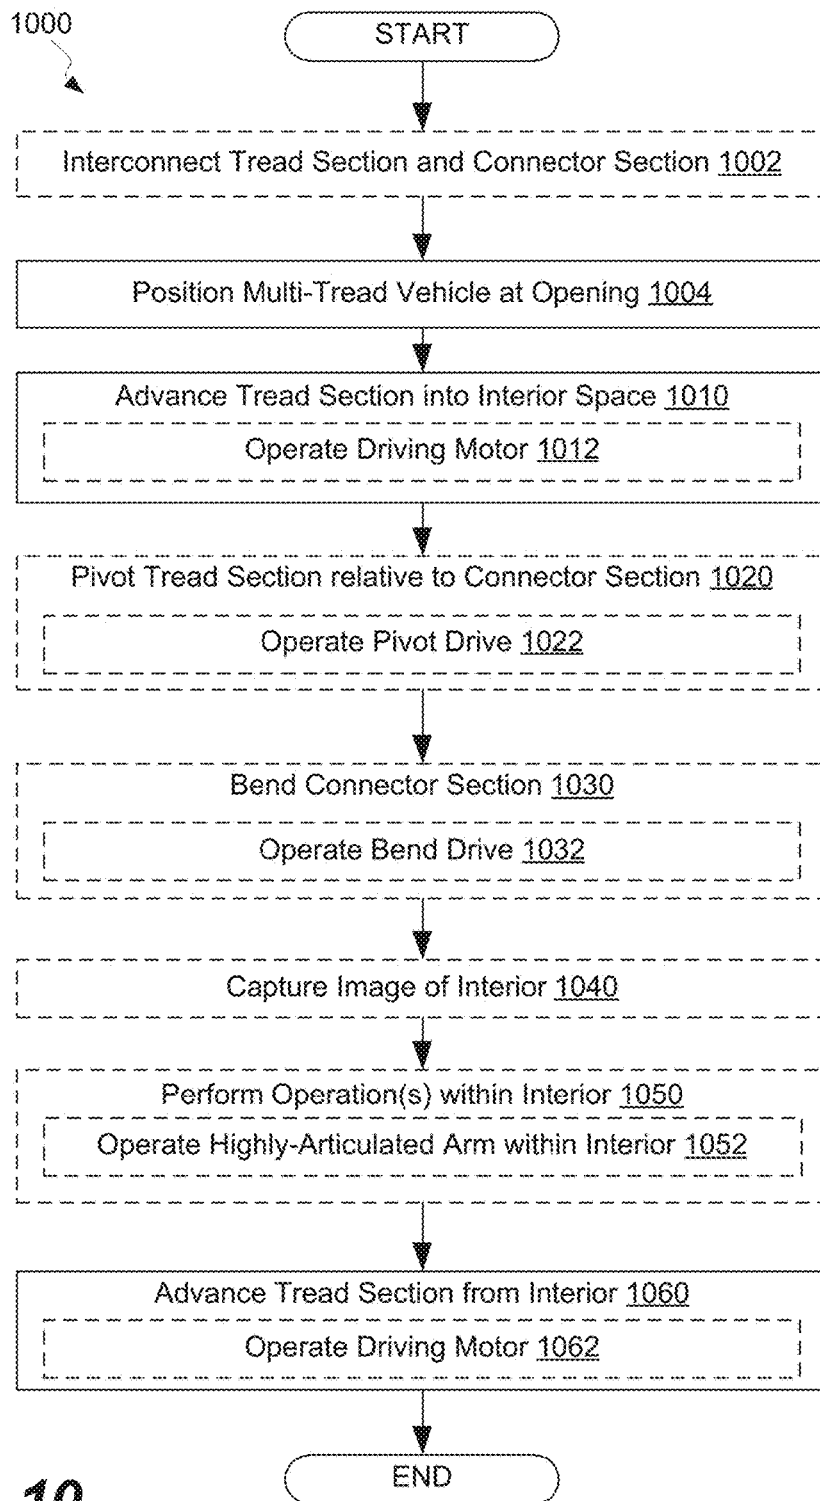 1000
START
Interconnect Tread Section and Connector Section 1002
Position Multi-Tread Vehicle at Opening 1004
Advance Tread Section into Interior Space 1010
Operate Driving Motor 1012
Pivot Tread Section relative to Connector Section 1020
Operate Pivot Drive 1022
Bend Connector Section 1030
Operate Bend Drive 1032
Capture Image of Interior 1040
Perform Operation(s) within Interior 1050
Operate Highly-Articulated Arm within Interior 1052
Advance Tread Section from Interior 1060
Operate Driving Motor 1062
END
10